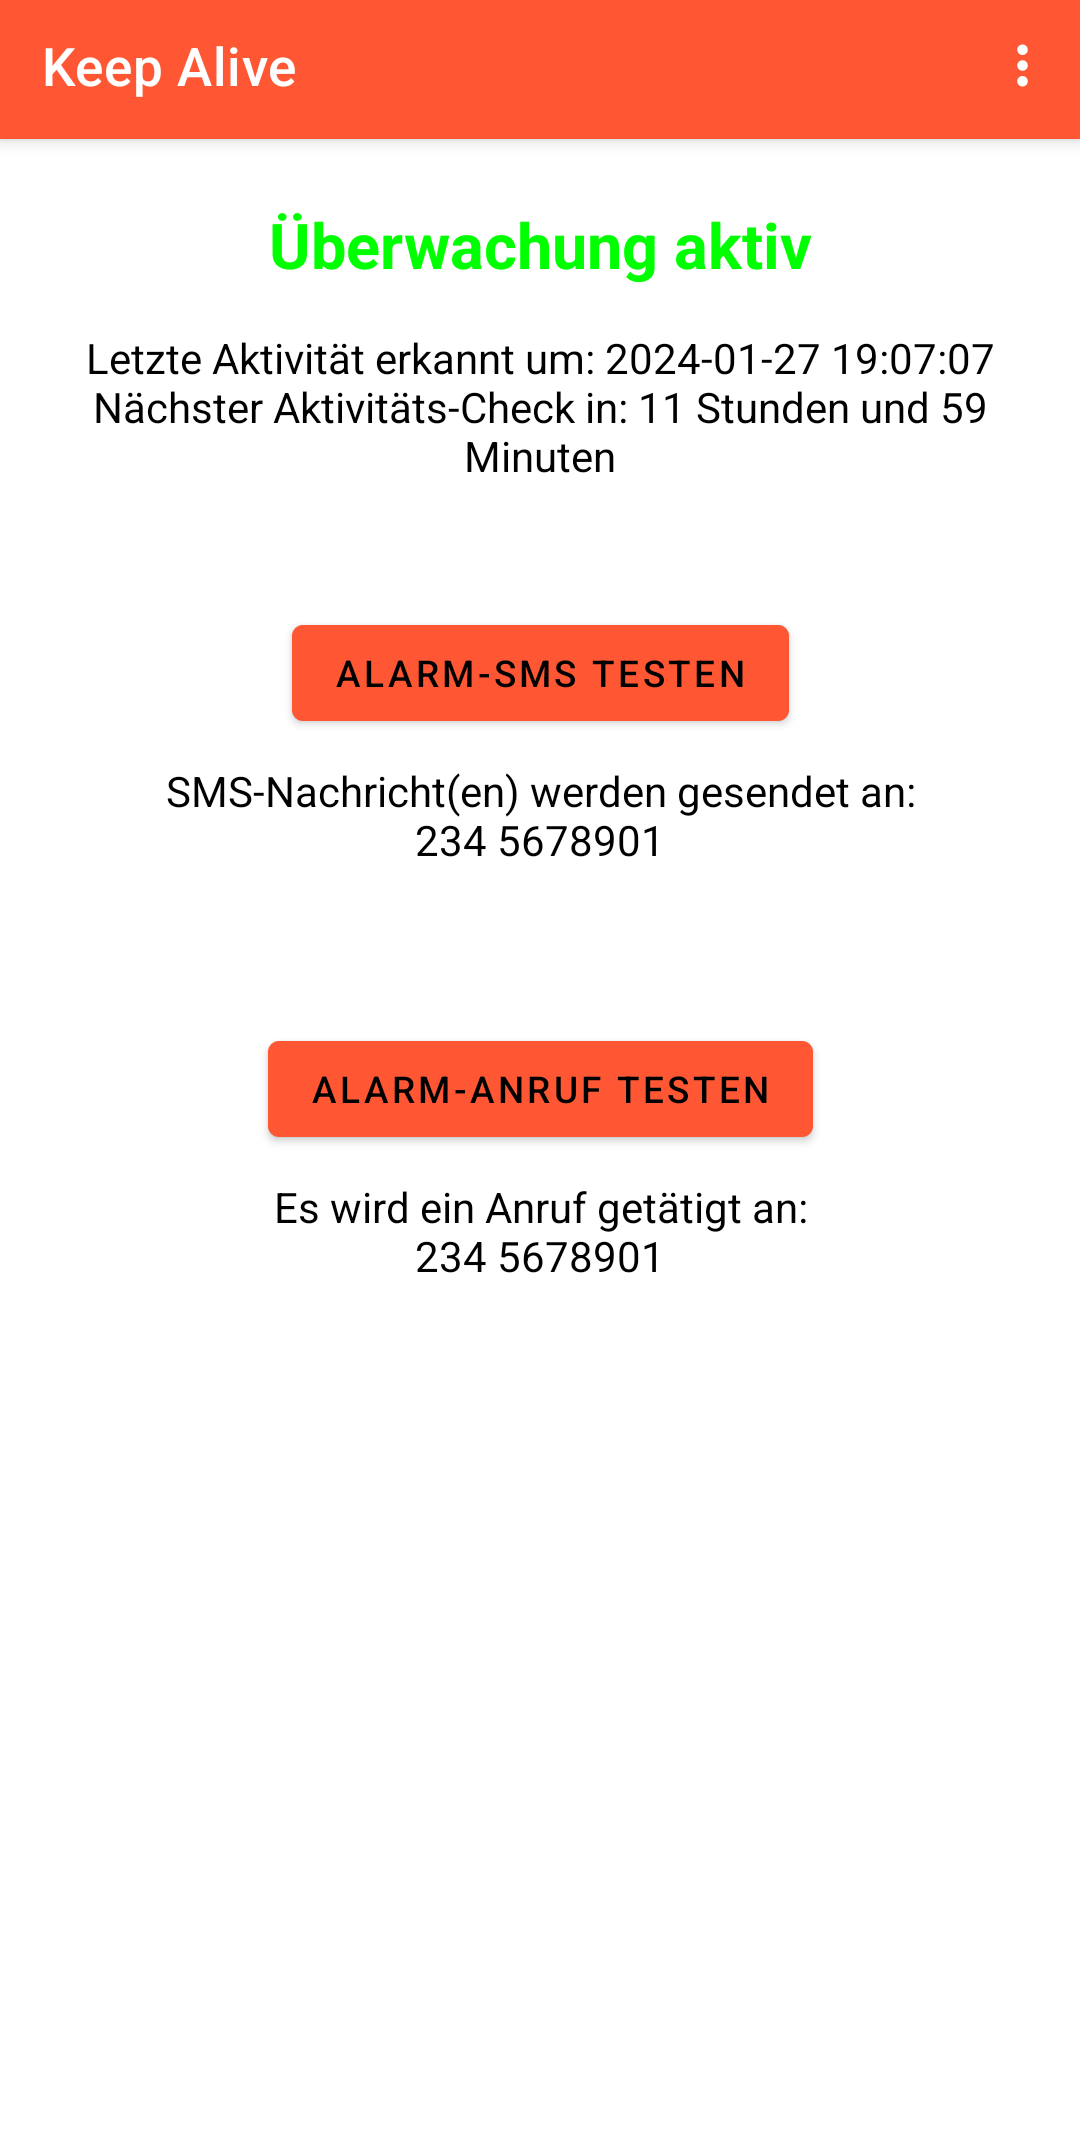 Keep Alive
Überwachung aktiv
Letzte Aktivität erkannt um: 2024-01-27 19:07:07
Nächster Aktivitäts-Check in: 11 Stunden und 59
Minuten
ALARM-SMS TESTEN
SMS-Nachricht(en) werden gesendet an:
234 5678901
ALARM-ANRUF TESTEN
Es wird ein Anruf getätigt an:
234 5678901